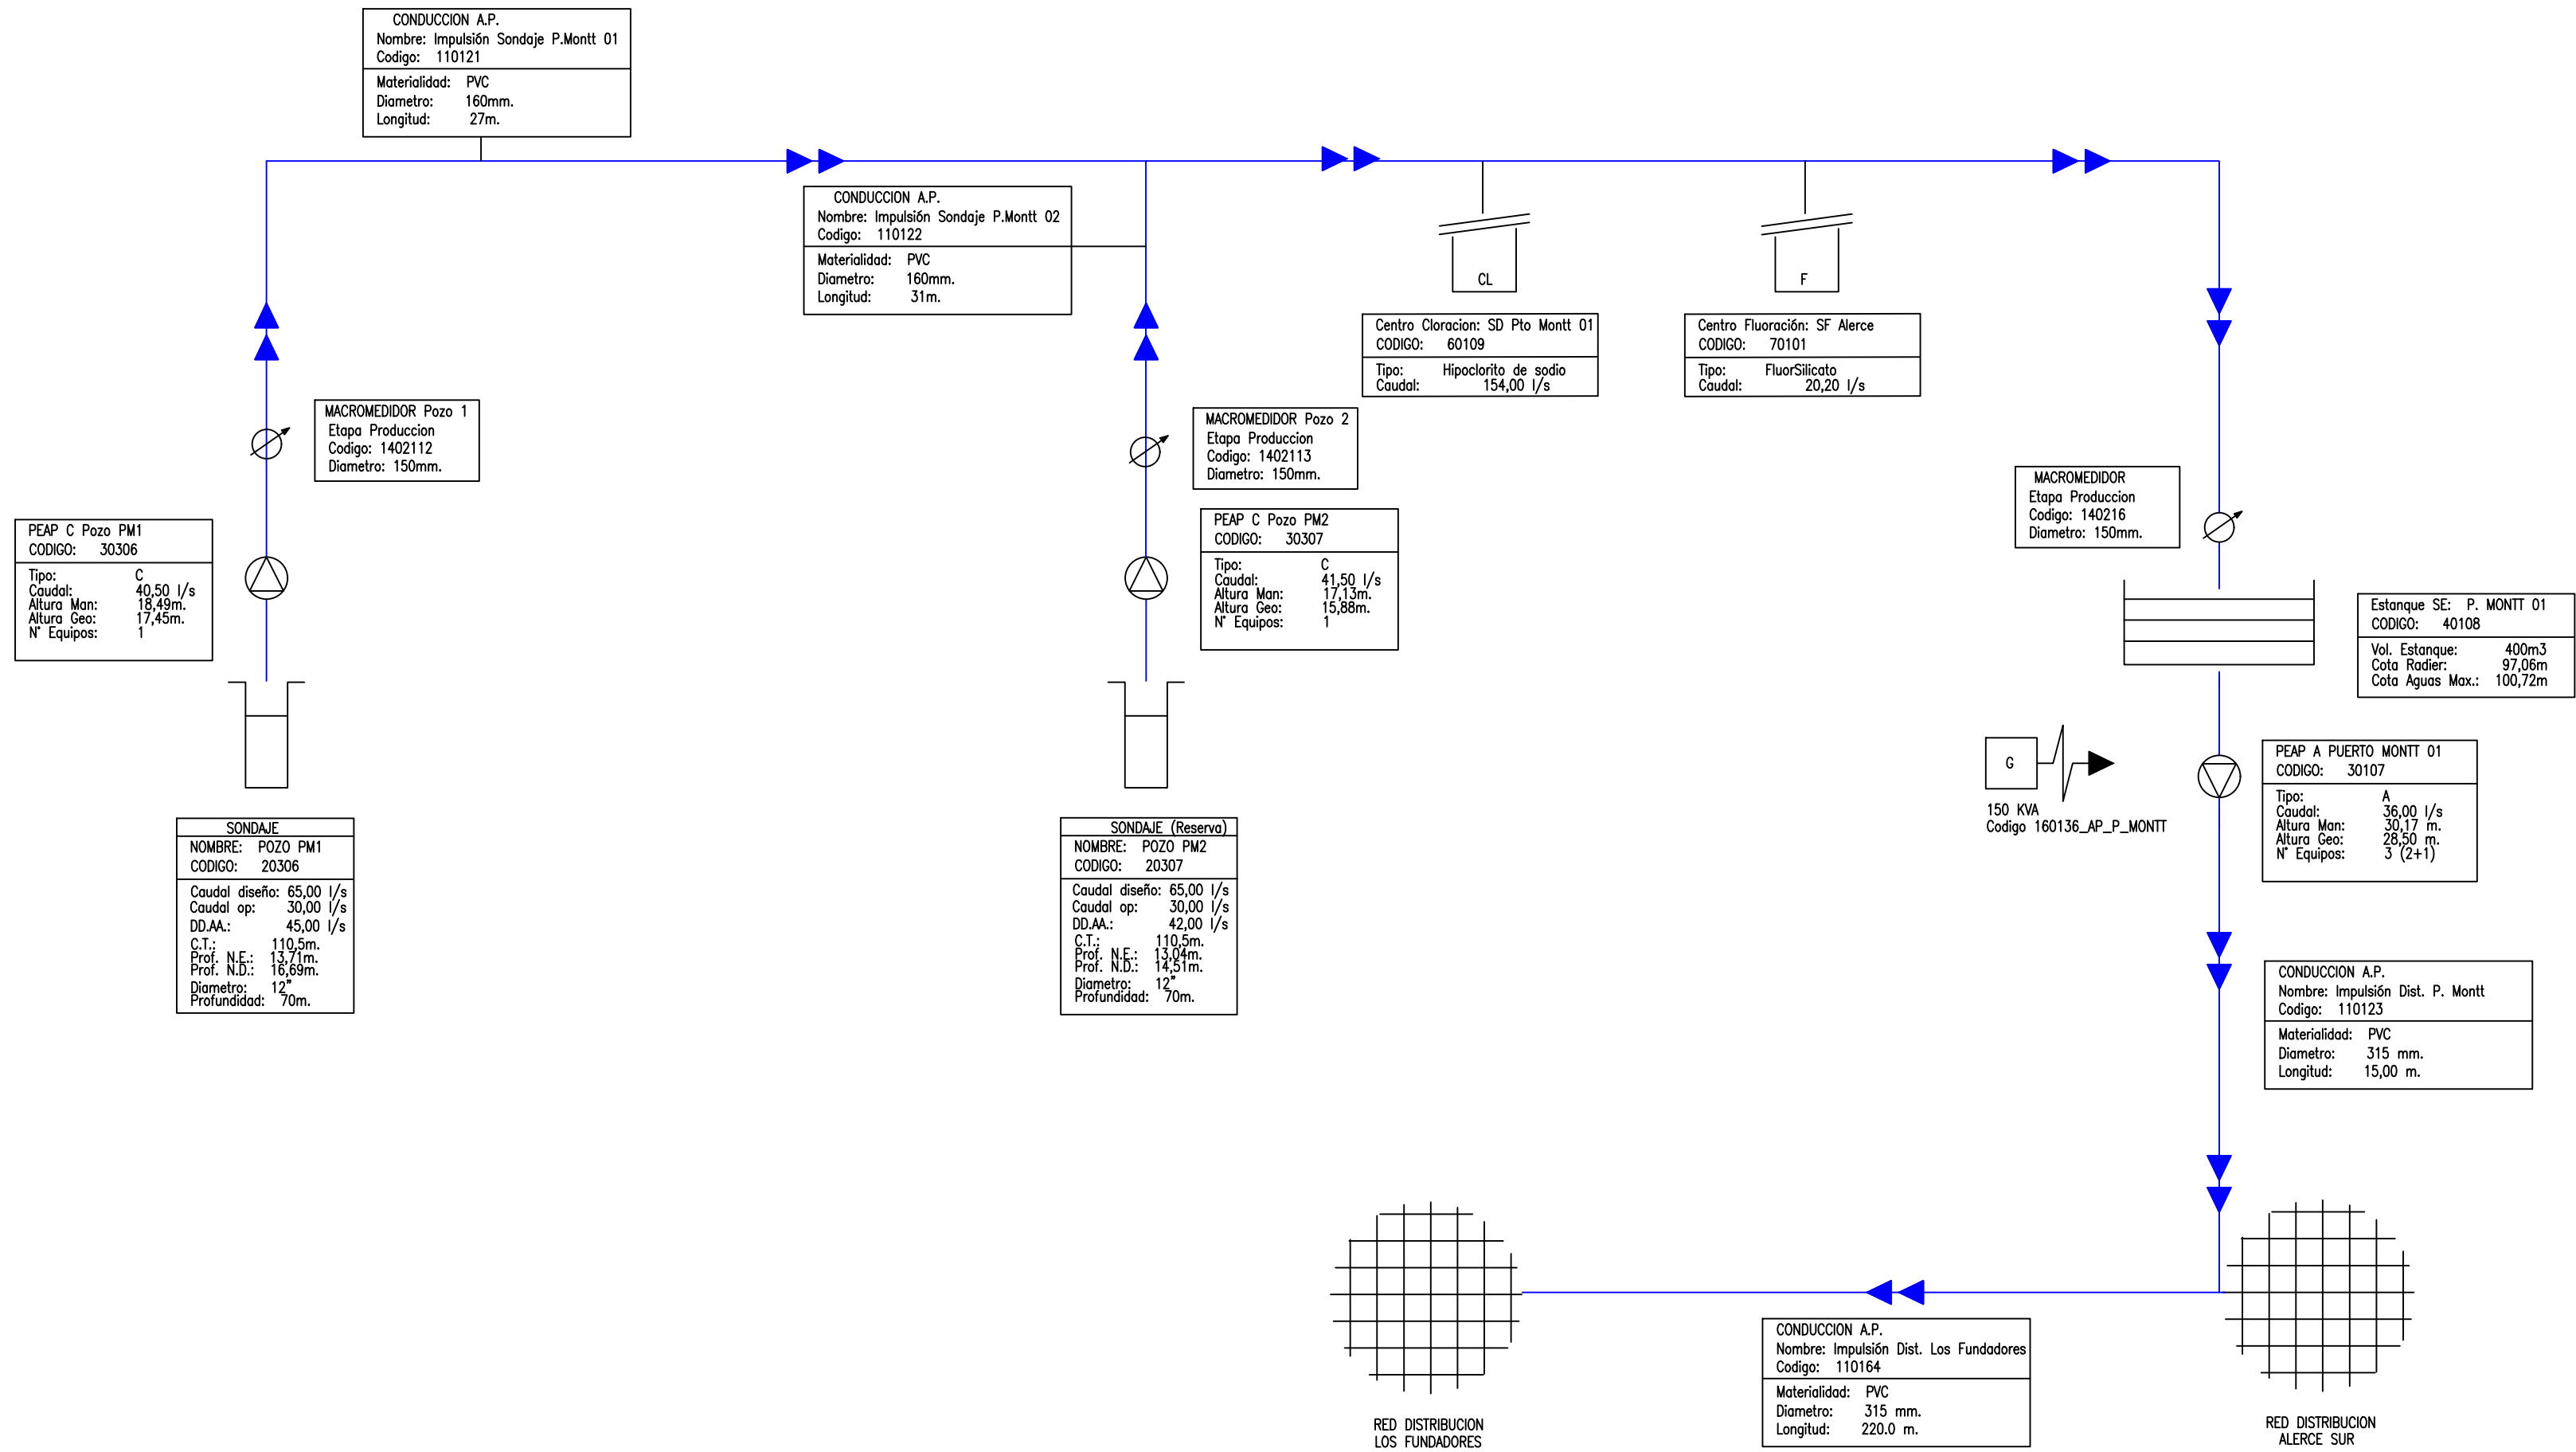 CONDUCCION A.P.
Nombre: Impulsión Sondaje P.Montt 01
Codigo: 110121
Materialidad: PVC
Diametro: 160mm.
Longitud: 27m.
CONDUCCION A.P.
Nombre: Impulsión Sondaje P.Montt 02
Codigo: 110122
Materialidad: PVC
Diametro: 160mm.
Longitud: 31m.
CL
F
Centro Cloracion: SD Pto Montt 01
CODIGO: 60109
Tipo: Hipoclorito de sodio
Caudal: 154,00 l/s
Centro Fluoración: SF Alerce
CODIGO: 70101
Tipo: FluorSilicato
Caudal: 20,20 l/s
MACROMEDIDOR Pozo 1
Etapa Produccion
Codigo: 1402112
Diametro: 150mm.
MACROMEDIDOR Pozo 2
Etapa Produccion
Codigo: 1402113
Diametro: 150mm.
MACROMEDIDOR
Etapa Produccion
Codigo: 140216
Diametro: 150mm.
PEAP C Pozo PM1
CODIGO: 30306
Tipo: C
Caudal: 40,50 l/s
Altura Man: 18,49m.
Altura Geo: 17,45m.
N° Equipos: 1
PEAP C Pozo PM2
CODIGO: 30307
Tipo: C
Caudal: 41,50 l/s
Altura Man: 17,13m.
Altura Geo: 15,88m.
N° Equipos: 1
Estanque SE: P. MONTT 01
CODIGO: 40108
Vol. Estanque: 400m3
Cota Radier: 97,06m
Cota Aguas Max.: 100,72m
G
150 KVA
Codigo 160136_AP_P_MONTT
PEAP A PUERTO MONTT 01
CODIGO: 30107
Tipo: A
Caudal: 36,00 l/s
Altura Man: 30,17 m.
Altura Geo: 28,50 m.
N° Equipos: 3 (2+1)
SONDAJE
NOMBRE: POZO PM1
CODIGO: 20306
Caudal diseño: 65,00 l/s
Caudal op: 30,00 l/s
DD.AA.: 45,00 l/s
C.T.: 110,5m.
Prof. N.E.: 13,71m.
Prof. N.D.: 16,69m.
Diametro: 12"
Profundidad: 70m.
SONDAJE (Reserva)
NOMBRE: POZO PM2
CODIGO: 20307
Caudal diseño: 65,00 l/s
Caudal op: 30,00 l/s
DD.AA.: 42,00 l/s
C.T.: 110,5m.
Prof. N.E.: 13,04m.
Prof. N.D.: 14,51m.
Diametro: 12"
Profundidad: 70m.
CONDUCCION A.P.
Nombre: Impulsión Dist. P. Montt
Codigo: 110123
Materialidad: PVC
Diametro: 315 mm.
Longitud: 15,00 m.
CONDUCCION A.P.
Nombre: Impulsión Dist. Los Fundadores
Codigo: 110164
Materialidad: PVC
Diametro: 315 mm.
Longitud: 220.0 m.
RED DISTRIBUCION
LOS FUNDADORES
RED DISTRIBUCION
ALERCE SUR